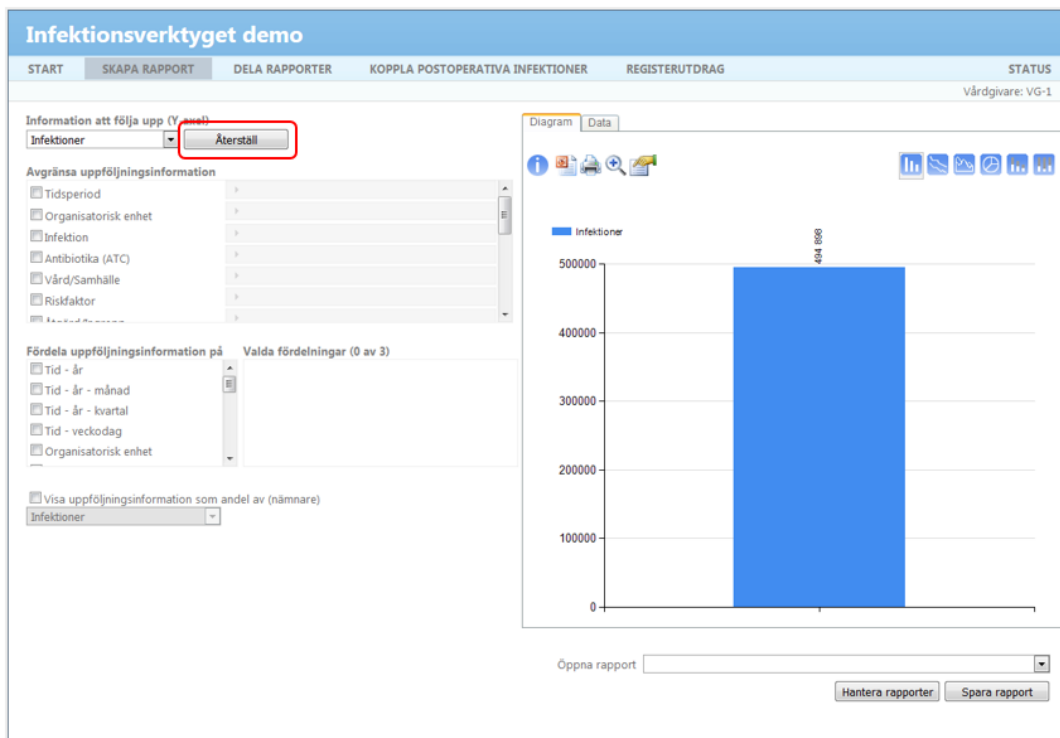 Infektionsverktyget demo
START SKAPA RAPPORT DELA RAPPORTER KOPPLA POSTOPERATIVA INFEKTIONER REGISTERUTDRAG STATUS
Vårdgivare: VG-1
Information att följa upp (Y-axel)
Infektioner Återställ
Avgränsa uppföljningsinformation
Tidsperiod
Organisatorisk enhet
Infektion
Antibiotika (ATC)
Vård/Samhälle
Riskfaktor
Fördela uppföljningsinformation på Valda fördelningar (0 av 3)
Tid - år
Tid - år - månad
Tid - år - kvartal
Tid - veckodag
Organisatorisk enhet
Visa uppföljningsinformation som andel av (nämnare)
Infektioner
Diagram Data
Infektioner
494 898
500000
400000
300000
200000
100000
0
Öppna rapport
Hantera rapporter Spara rapport